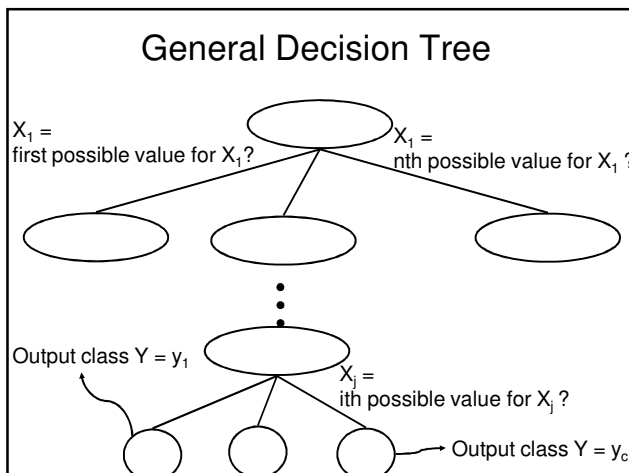 General Decision Tree
X₁ =
first possible value for X₁?
X₁ =
nth possible value for X₁ ?
Output class Y = y₁
Xⱼ =
ith possible value for Xⱼ ?
Output class Y = y_c